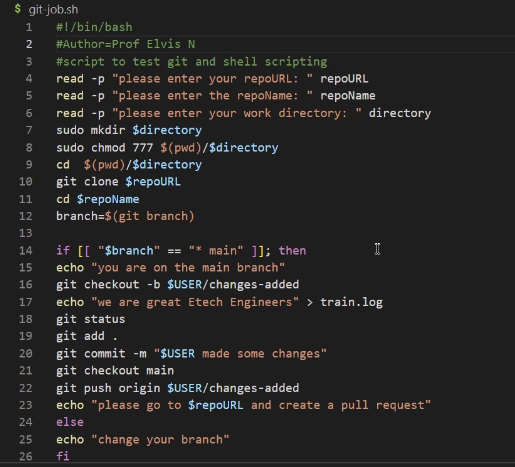 $ git-job.sh
1 #!/bin/bash
2 #Author=Prof Elvis N
3 #script to test git and shell scripting
4 read -p "please enter your repoURL: " repoURL
5 read -p "please enter the repoName: " repoName
6 read -p "please enter your work directory: " directory
7 sudo mkdir $directory
8 sudo chmod 777 $(pwd)/$directory
9 cd  $(pwd)/$directory
10 git clone $repoURL
11 cd $repoName
12 branch=$(git branch)
13
14 if [[ "$branch" == "* main" ]]; then
15 echo "you are on the main branch"
16 git checkout -b $USER/changes-added
17 echo "we are great Etech Engineers" > train.log
18 git status
19 git add .
20 git commit -m "$USER made some changes"
21 git checkout main
22 git push origin $USER/changes-added
23 echo "please go to $repoURL and create a pull request"
24 else
25 echo "change your branch"
26 fi